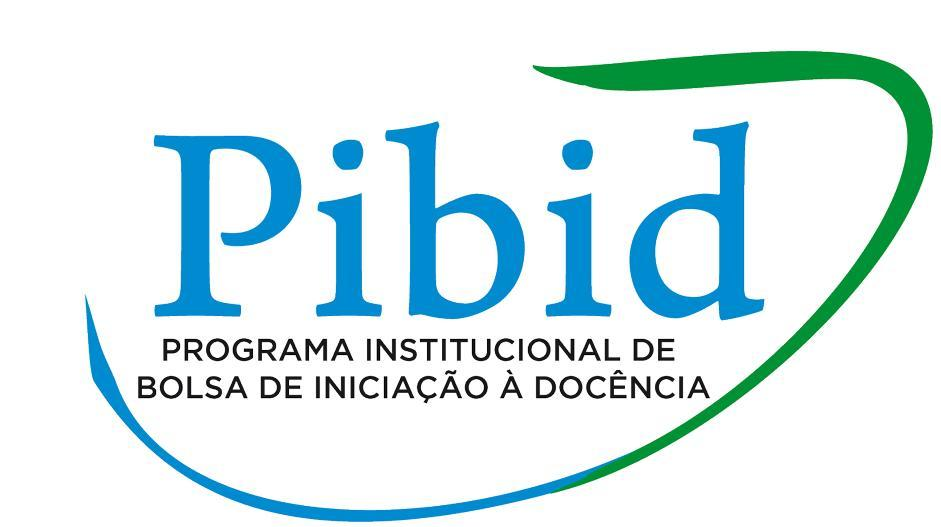 Pibid
PROGRAMA INSTITUCIONAL DE
BOLSA DE INICIAÇÃO À DOCÊNCIA